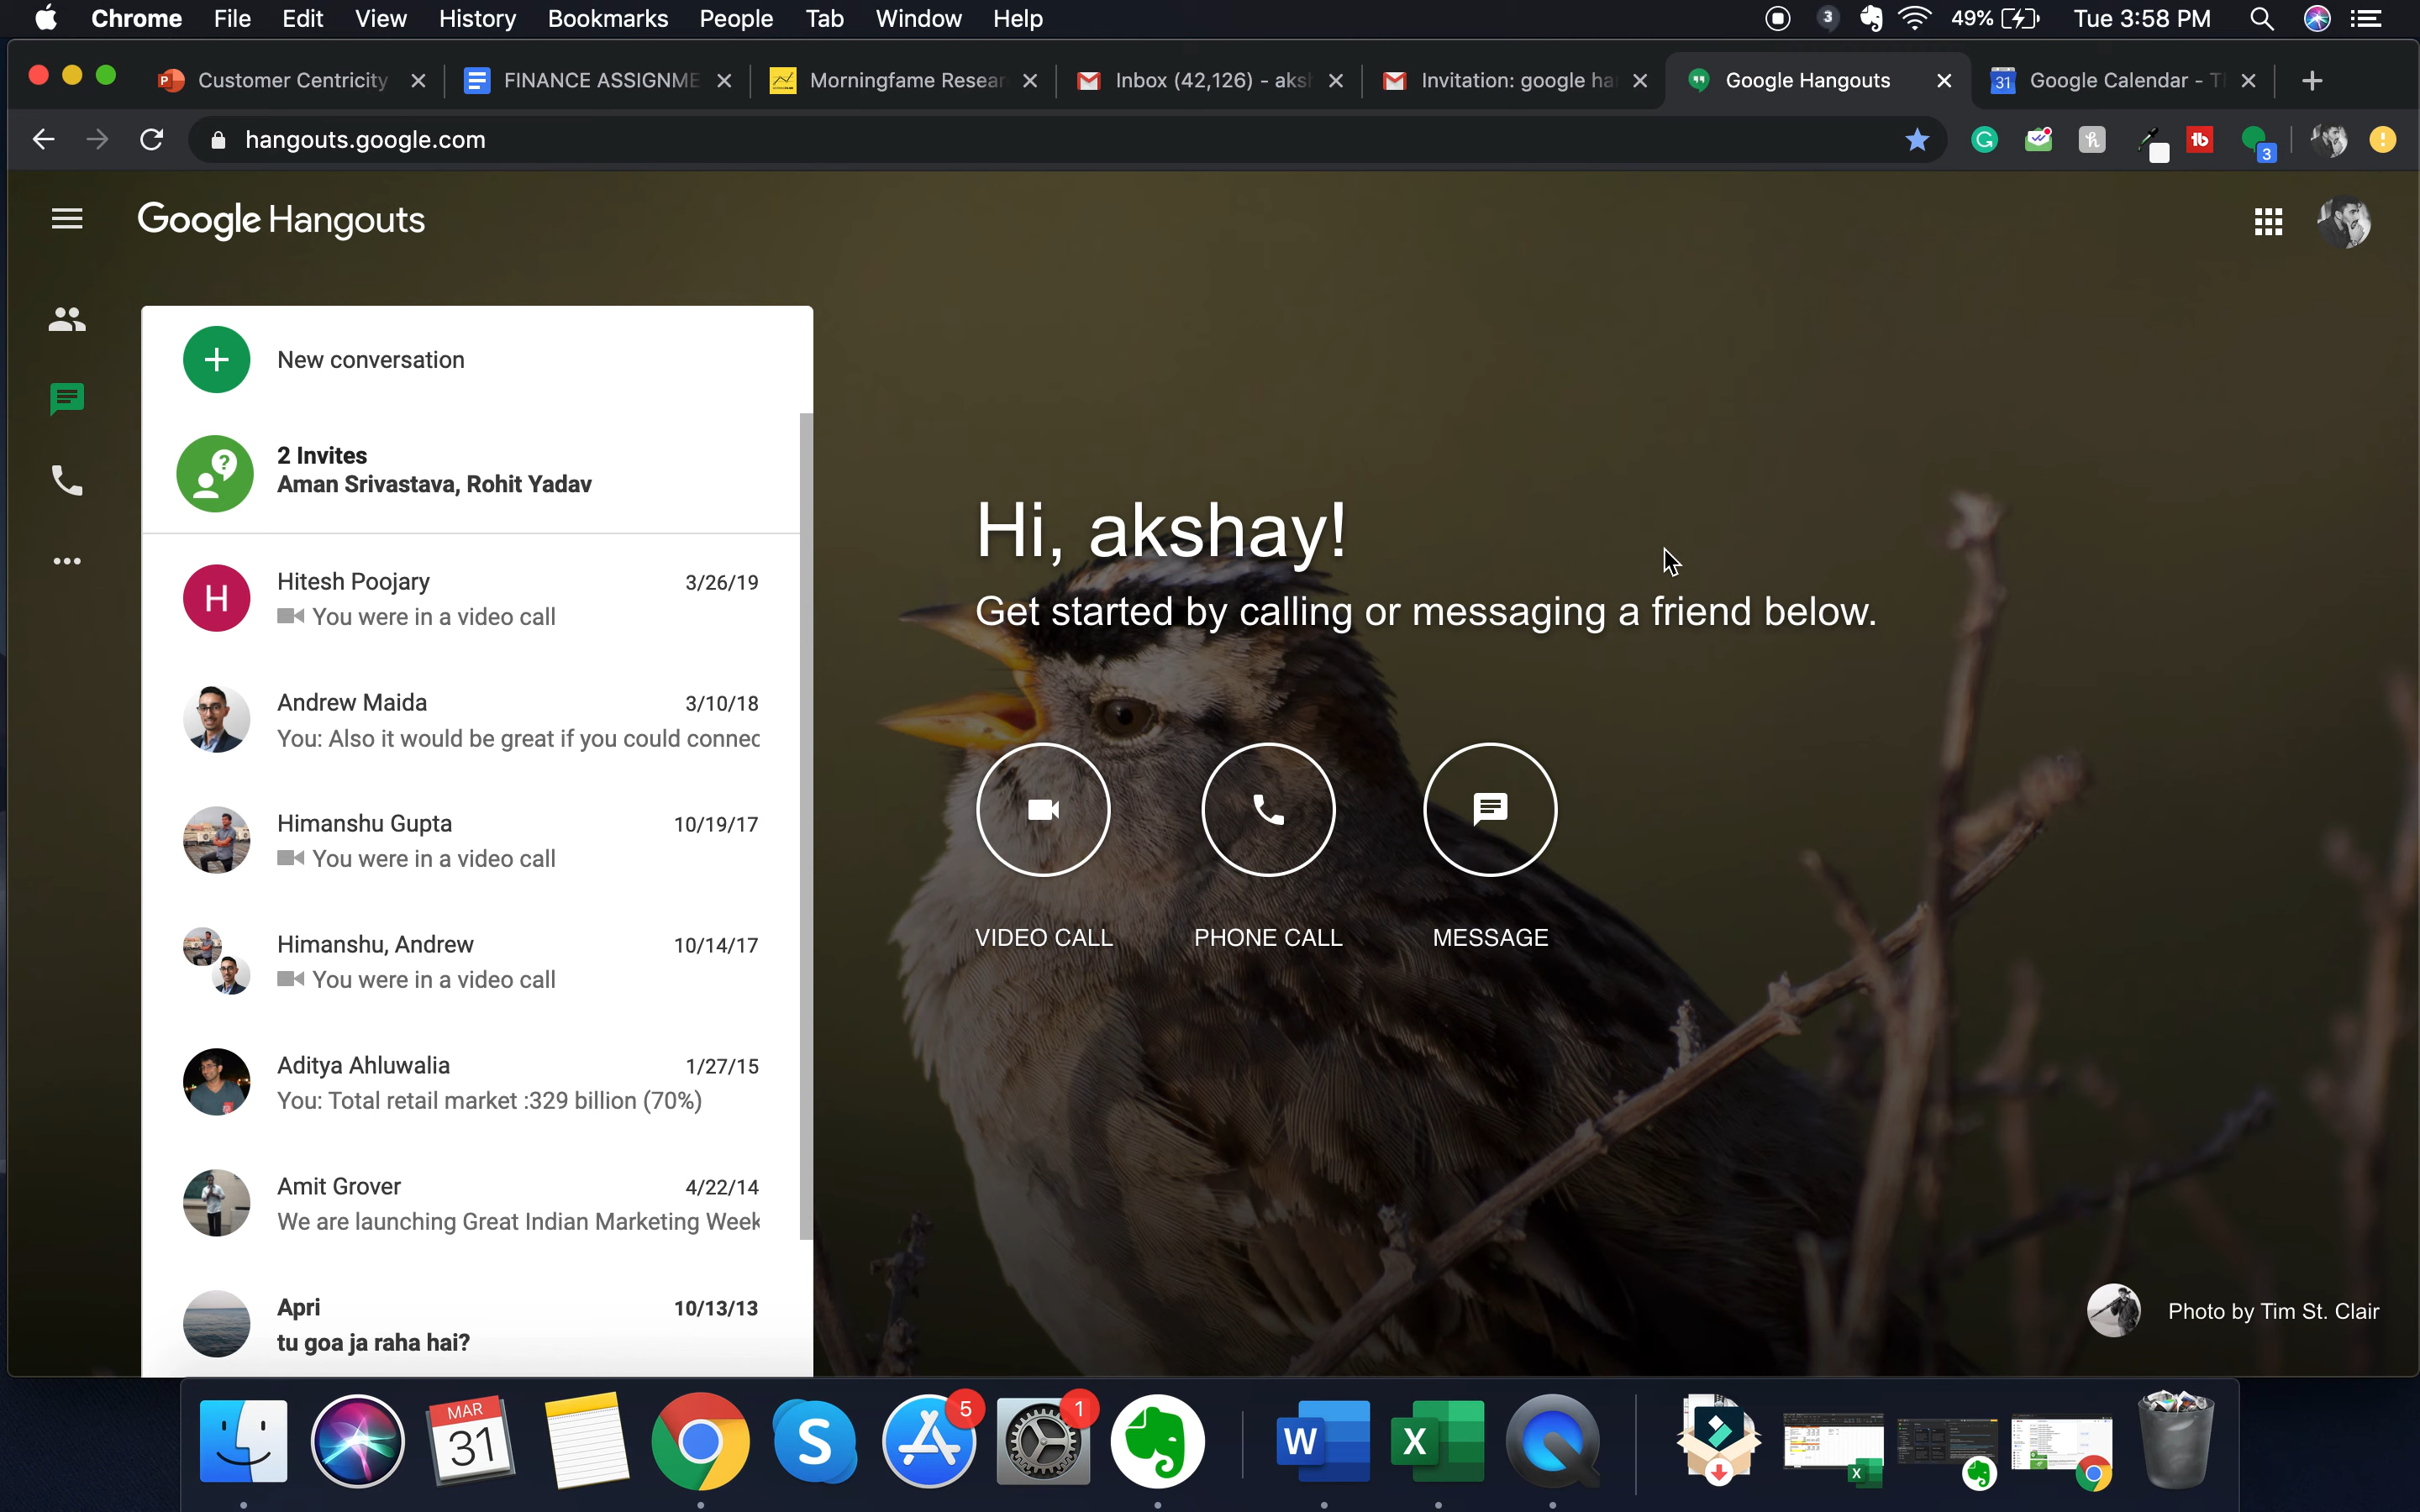 Chrome File Edit View History Bookmarks People Tab Window Help 3 49% Tue 3:58 PM
Customer Centricity FINANCE ASSIGNME Morningfame Resear Inbox (42,126) - aksh Invitation: google ha Google Hangouts 31 Google Calendar - T
hangouts.google.com 3
Google Hangouts
New conversation
2 Invites
Aman Srivastava, Rohit Yadav
Hi, akshay!
Get started by calling or messaging a friend below.
H Hitesh Poojary 3/26/19
You were in a video call
Andrew Maida 3/10/18
You: Also it would be great if you could connec
VIDEO CALL PHONE CALL MESSAGE
Himanshu Gupta 10/19/17
You were in a video call
Himanshu, Andrew 10/14/17
You were in a video call
Aditya Ahluwalia 1/27/15
You: Total retail market :329 billion (70%)
Amit Grover 4/22/14
We are launching Great Indian Marketing Week
Apri 10/13/13
tu goa ja raha hai?
Photo by Tim St. Clair
MAR
31
S
5
1
W
X